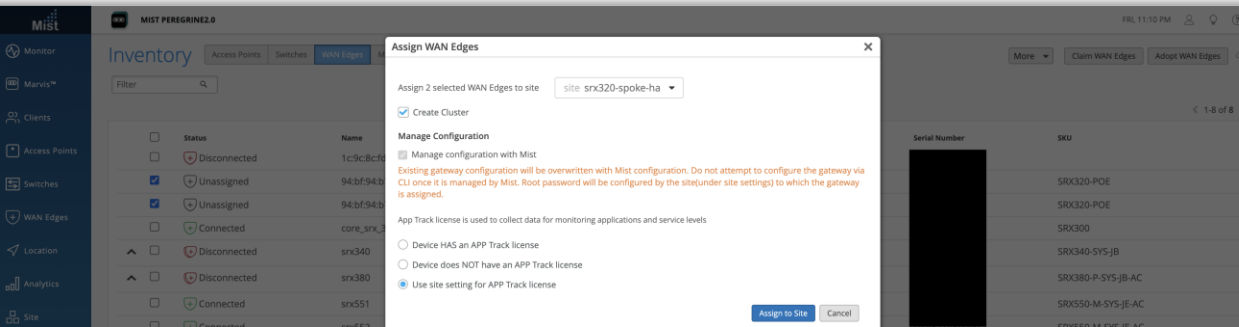 Mist
MIST PEREGRINE2.0
FRI, 11:10 PM
Monitor
Marvis™
Clients
Access Points
Switches
WAN Edges
Location
Analytics
Site
Inventory
Access Points
Switches
WAN Edges
More
Claim WAN Edges
Adopt WAN Edges
Filter
1-8 of 8
Status
Name
Serial Number
SKU
Disconnected
1c:9c:8c:fd
Unassigned
94:bf:94:b
SRX320-POE
Unassigned
94:bf:94:b
SRX320-POE
Connected
core_srx_3
SRX300
Disconnected
srx340
SRX340-SYS-JB
Disconnected
srx380
SRX380-P-SYS-JB-AC
Connected
srx551
SRX550-M-SYS-JE-AC
Assign WAN Edges
Assign 2 selected WAN Edges to site
site srx320-spoke-ha
Create Cluster
Manage Configuration
Manage configuration with Mist
Existing gateway configuration will be overwritten with Mist configuration. Do not attempt to configure the gateway via
CLI once it is managed by Mist. Root password will be configured by the site(under site settings) to which the gateway
is assigned.
App Track license is used to collect data for monitoring applications and service levels
Device HAS an APP Track license
Device does NOT have an APP Track license
Use site setting for APP Track license
Assign to Site
Cancel